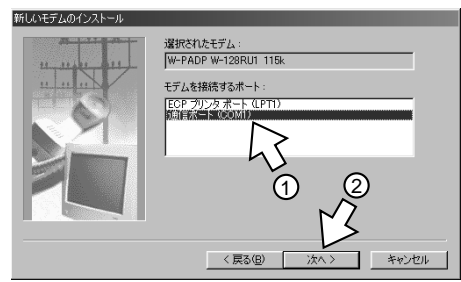 新しいモデムのインストール
選択されたモデム :
W-PADP W-128RU1 115k
モデムを接続するポート :
ECP プリンタ ポート (LPT1)
通信ポート (COM1)
①
②
< 戻る(B)
次へ >
キャンセル